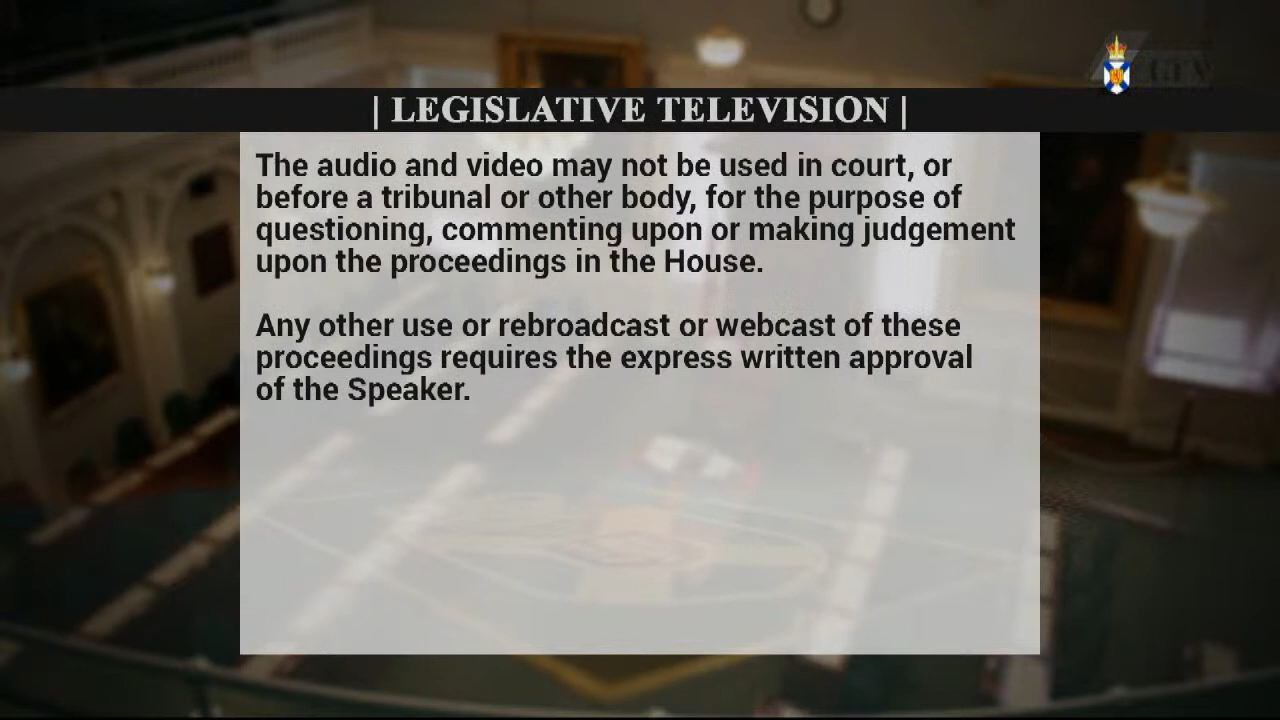 | LEGISLATIVE TELEVISION |
The audio and video may not be used in court, or
before a tribunal or other body, for the purpose of
questioning, commenting upon or making judgement
upon the proceedings in the House.
Any other use or rebroadcast or webcast of these
proceedings requires the express written approval
of the Speaker.